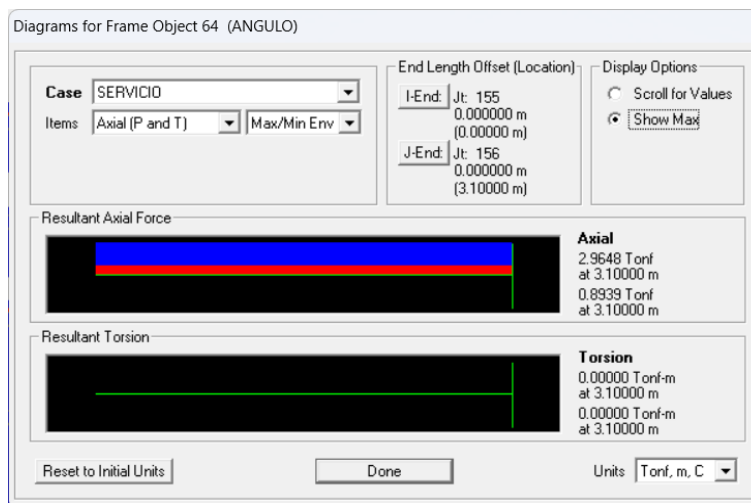 Diagrams for Frame Object 64 (ANGULO)
Case SERVICIO
Items Axial (P and T) Max/Min Env
End Length Offset (Location)
I-End: Jt: 155
0.000000 m
(0.00000 m)
J-End: Jt: 156
0.000000 m
(3.10000 m)
Display Options
Scroll for Values
Show Max
Resultant Axial Force
Axial
2.9648 Tonf
at 3.10000 m
0.8939 Tonf
at 3.10000 m
Resultant Torsion
Torsion
0.00000 Tonf-m
at 3.10000 m
0.00000 Tonf-m
at 3.10000 m
Reset to Initial Units
Done
Units Tonf, m, C